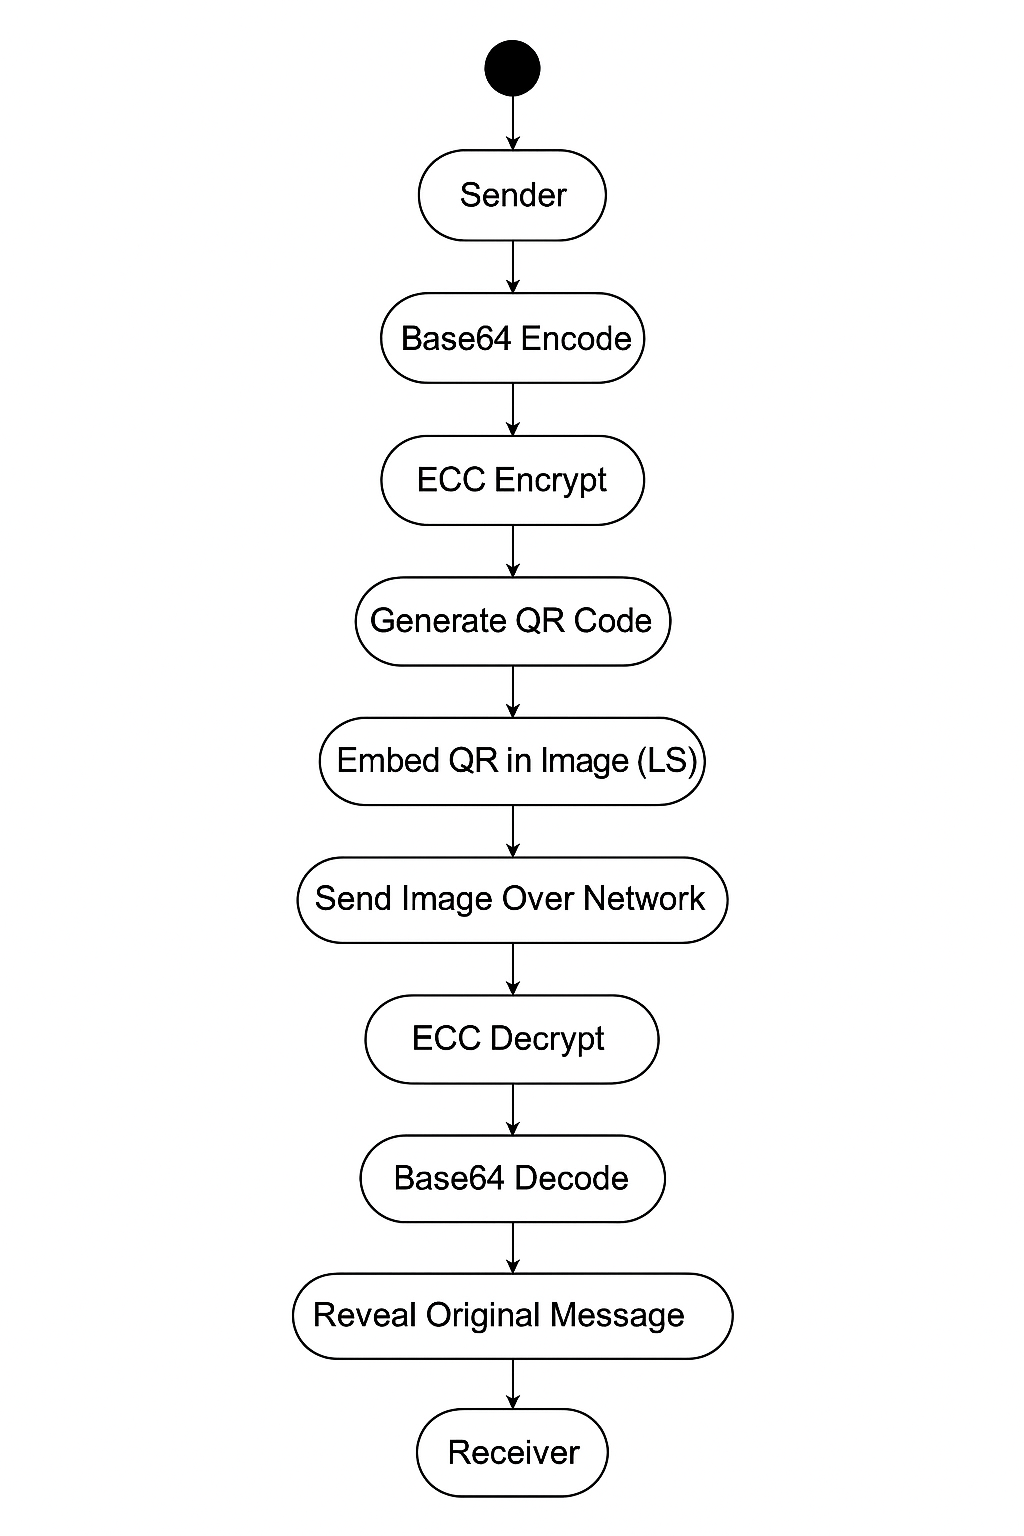 Sender
Base64 Encode
ECC Encrypt
Generate QR Code
Embed QR in Image (LS)
Send Image Over Network
ECC Decrypt
Base64 Decode
Reveal Original Message
Receiver